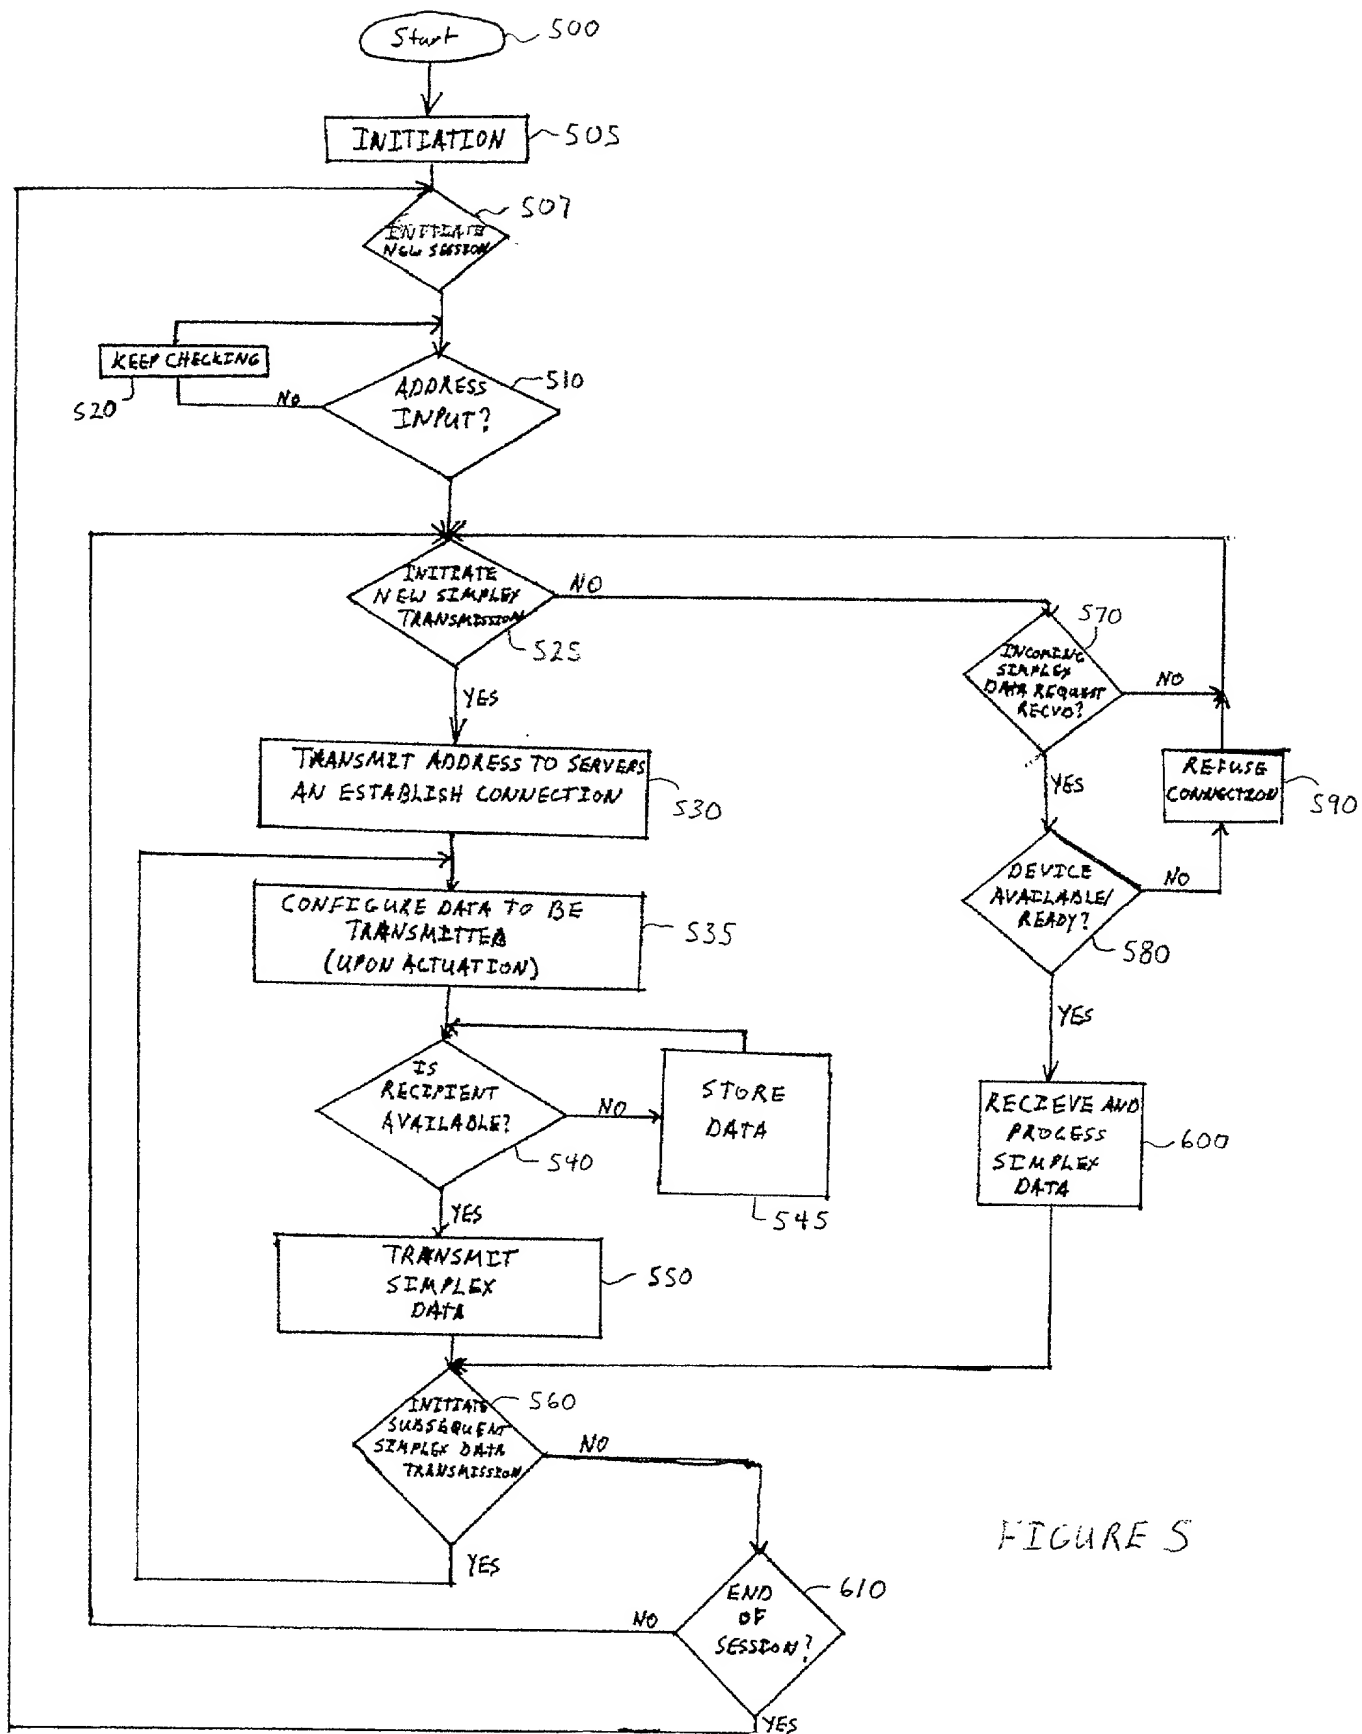 Start
500
INITIATION
505
507
INITIATE
NEW SESSION
KEEP CHECKING
520
NO
ADDRESS
INPUT?
510
INITIATE
NEW SIMPLEX
TRANSMISSION
525
NO
YES
570
INCOMING
SIMPLEX
DATA REQUEST
RECVD?
NO
YES
TRANSMIT ADDRESS TO SERVERS
AN ESTABLISH CONNECTION
530
REFUSE
CONNECTION
590
CONFIGURE DATA TO BE
TRANSMITTED
(UPON ACTUATION)
535
DEVICE
AVAILABLE/
READY?
NO
580
YES
IS
RECIPIENT
AVAILABLE?
NO
540
YES
STORE
DATA
545
RECIEVE AND
PROCESS
SIMPLEX
DATA
600
TRANSMIT
SIMPLEX
DATA
550
INITIATE
SUBSEQUENT
SIMPLEX DATA
TRANSMISSION
560
NO
YES
FIGURE 5
NO
END
OF
SESSION?
610
YES